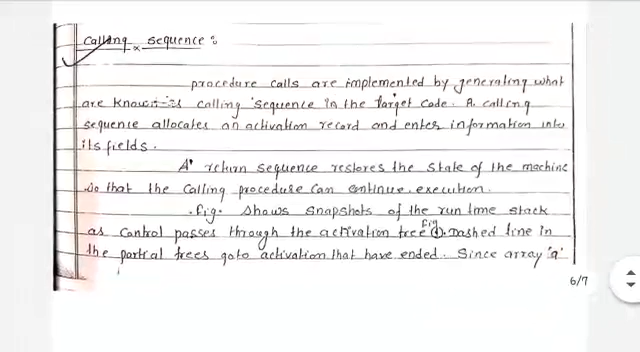 Calling sequence :
procedure calls are implemented by generating what
are known as calling sequence in the target code. A calling
sequence allocates an activation record and enter information into
its fields.
A return sequence restores the state of the machine
so that the calling procedure can continue execution.
.fig. shows snapshots of the run time stack
as control passes through the activation tree fig ①. Dashed line in
the partial trees goto activation that have ended. Since array 'a'
6/7